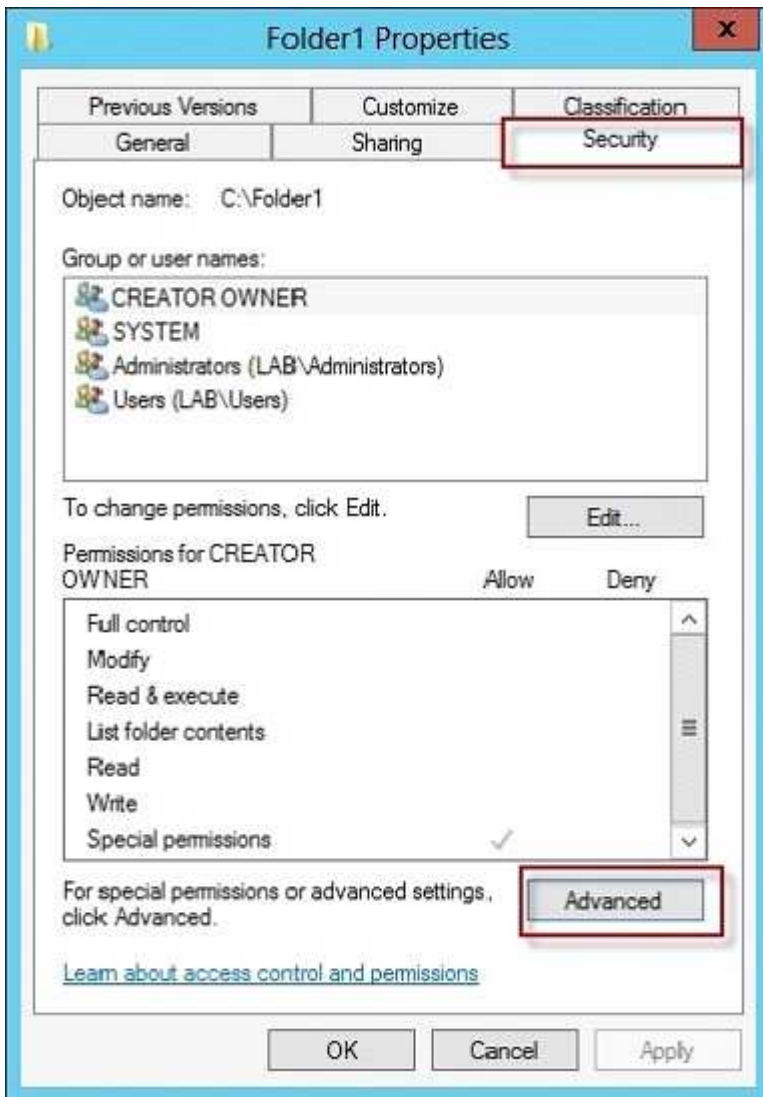 Folder1 Properties
x
Previous Versions Customize Classification
General Sharing Security
Object name: C:\Folder1
Group or user names:
CREATOR OWNER
SYSTEM
Administrators (LAB\Administrators)
Users (LAB\Users)
To change permissions, click Edit.
Edit...
Permissions for CREATOR
OWNER Allow Deny
Full control
Modify
Read & execute
List folder contents
Read
Write
Special permissions
For special permissions or advanced settings,
click Advanced.
Advanced
Learn about access control and permissions
OK Cancel Apply